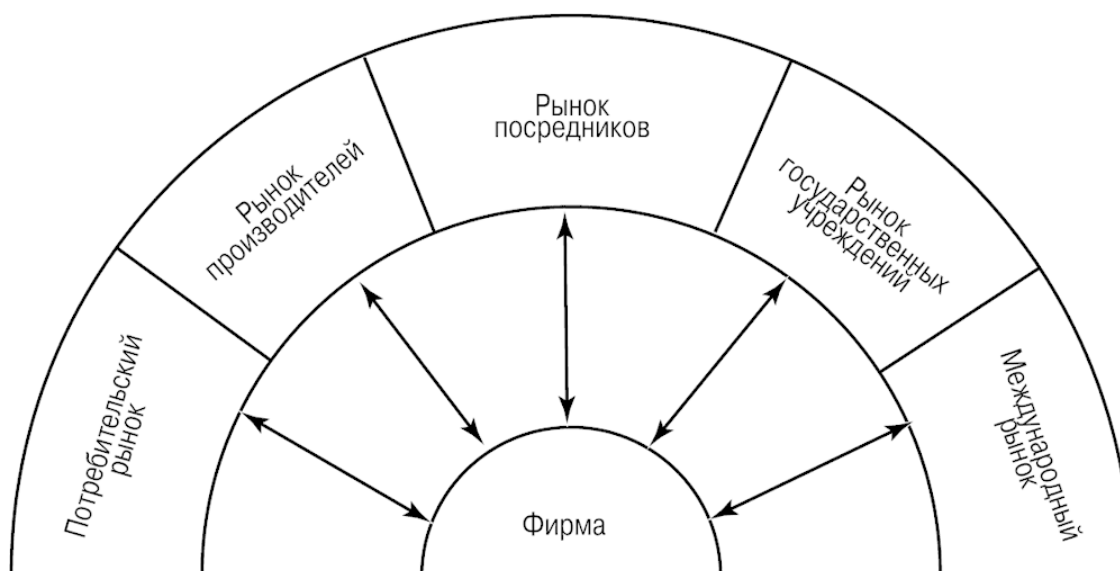 Рынок
посредников
Рынок
производителей
Рынок
государственных
учреждений
Потребительский
рынок
Международный
рынок
Фирма